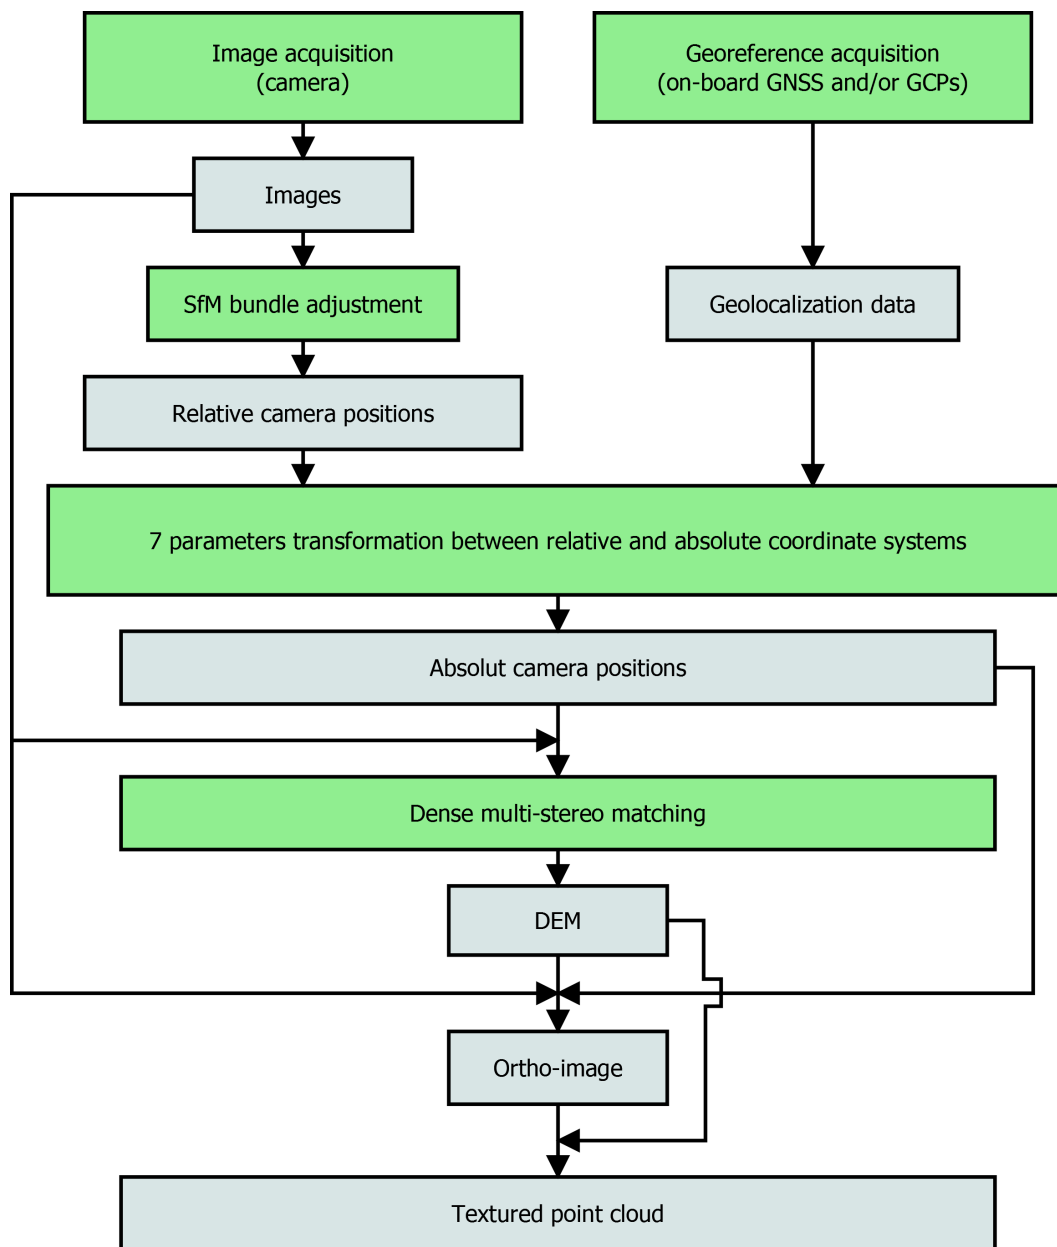 Image acquisition
(camera)
Georeference acquisition
(on-board GNSS and/or GCPs)
Images
SfM bundle adjustment
Geolocalization data
Relative camera positions
7 parameters transformation between relative and absolute coordinate systems
Absolut camera positions
Dense multi-stereo matching
DEM
Ortho-image
Textured point cloud